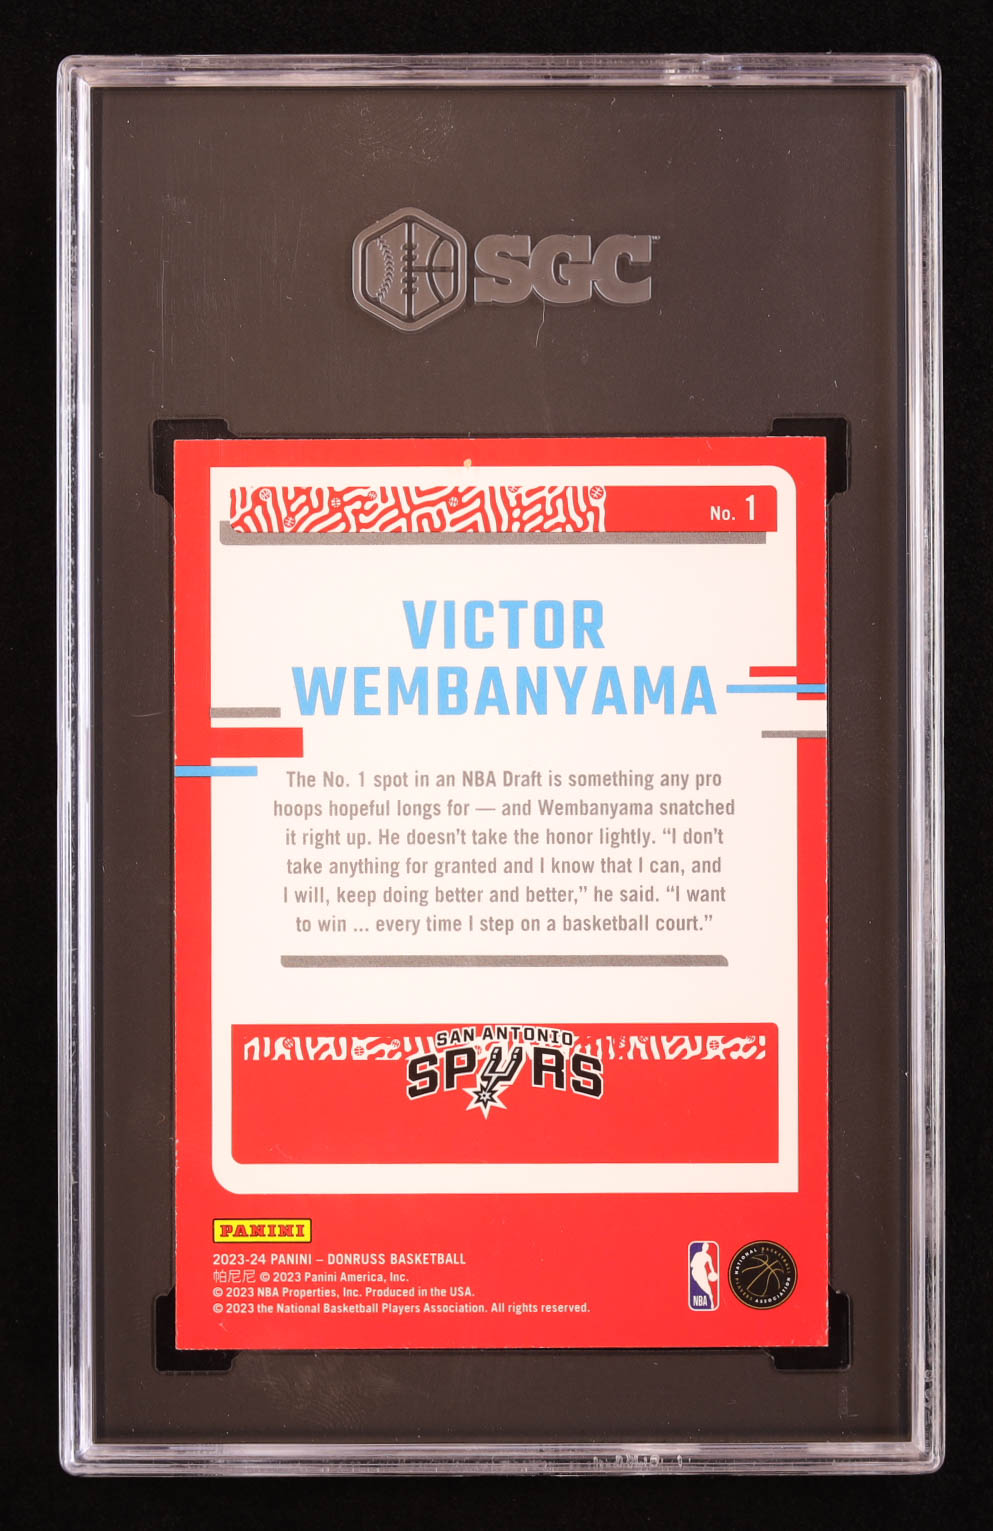 SGC
No. 1
VICTOR
WEMBANYAMA
The No. 1 spot in an NBA Draft is something any pro
hoops hopeful longs for — and Wembanyama snatched
it right up. He doesn't take the honor lightly. “I don't
take anything for granted and I know that I can, and
I will, keep doing better and better,” he said. “I want
to win ... every time I step on a basketball court.”
SAN ANTONIO
SPURS
PANINI
2023-24 PANINI – DONRUSS BASKETBALL
帕尼尼 © 2023 Panini America, Inc.
© 2023 NBA Properties, Inc. Produced in the USA.
© 2023 the National Basketball Players Association. All rights reserved.
NBA
NATIONAL BASKETBALL
PLAYERS ASSOCIATION